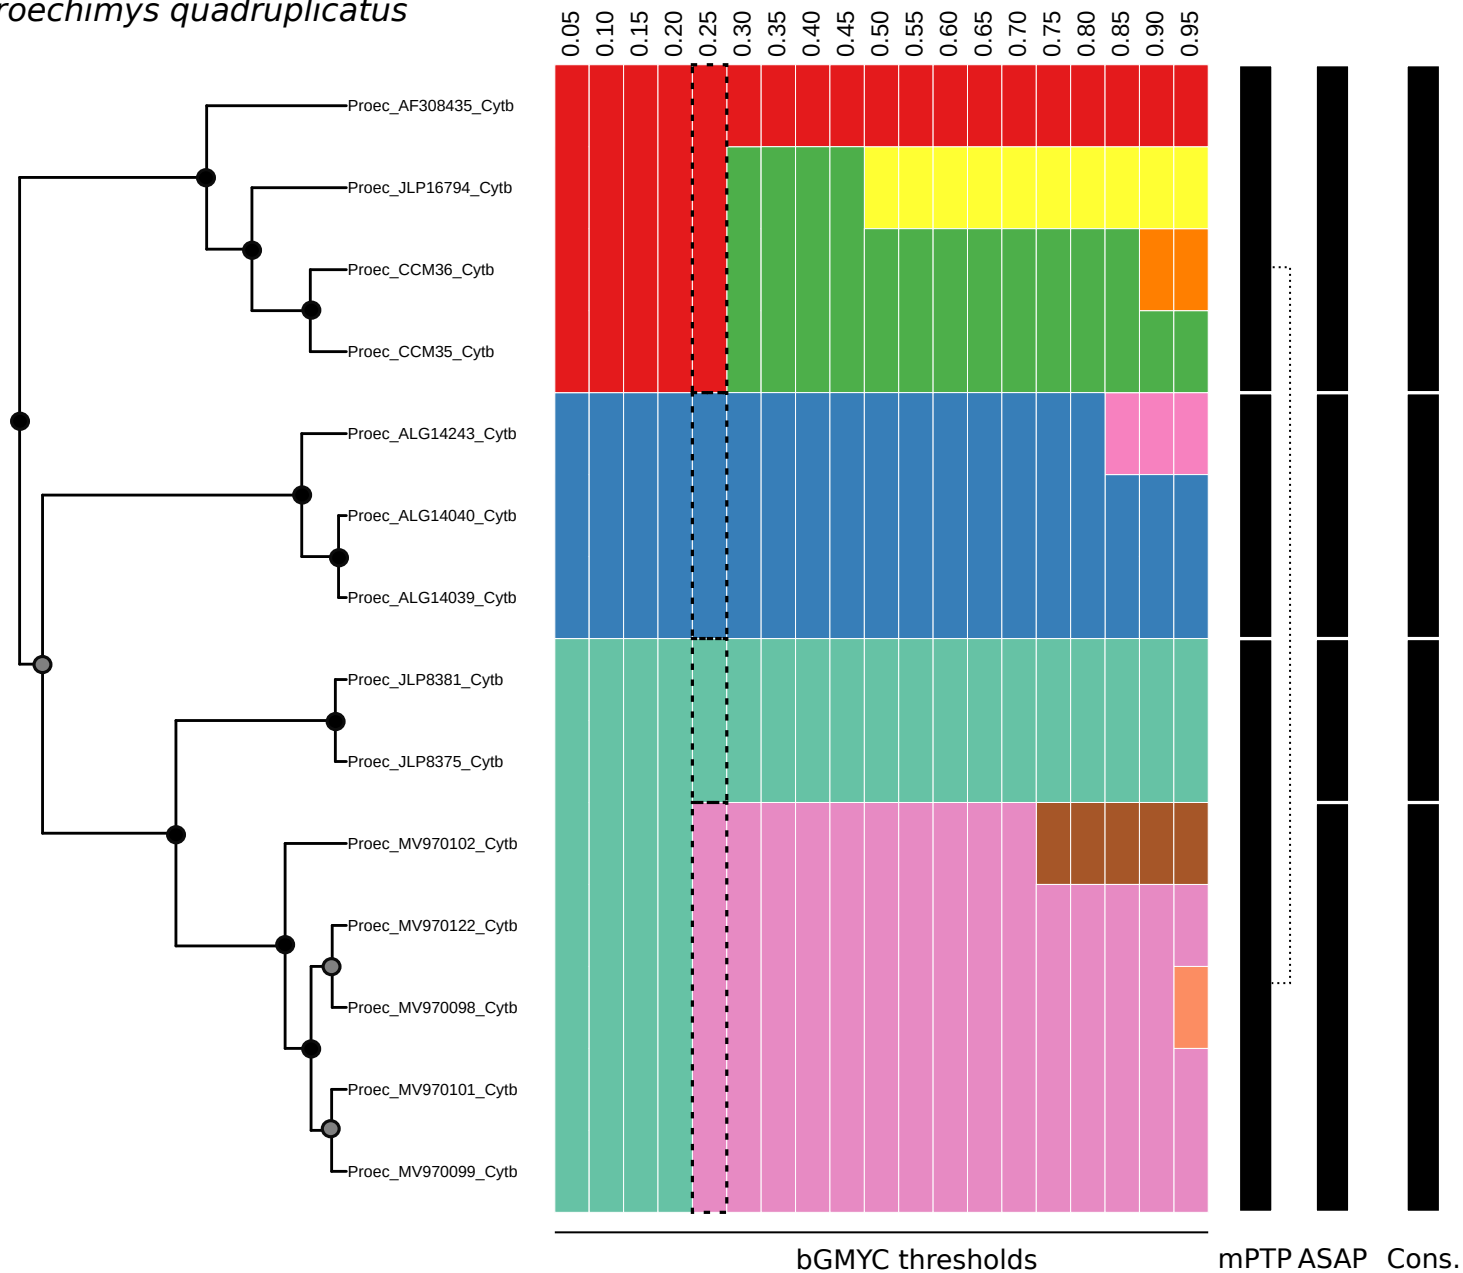 roechimys quadruplicatus
0.05 0.10 0.15 0.20 0.25 0.30 0.35 0.40 0.45 0.50 0.55 0.60 0.65 0.70 0.75 0.80 0.85 0.90 0.95
Proec_AF308435_Cytb
Proec_JLP16794_Cytb
Proec_CCM36_Cytb
Proec_CCM35_Cytb
Proec_ALG14243_Cytb
Proec_ALG14040_Cytb
Proec_ALG14039_Cytb
Proec_JLP8381_Cytb
Proec_JLP8375_Cytb
Proec_MV970102_Cytb
Proec_MV970122_Cytb
Proec_MV970098_Cytb
Proec_MV970101_Cytb
Proec_MV970099_Cytb
bGMYC thresholds mPTP ASAP Cons.